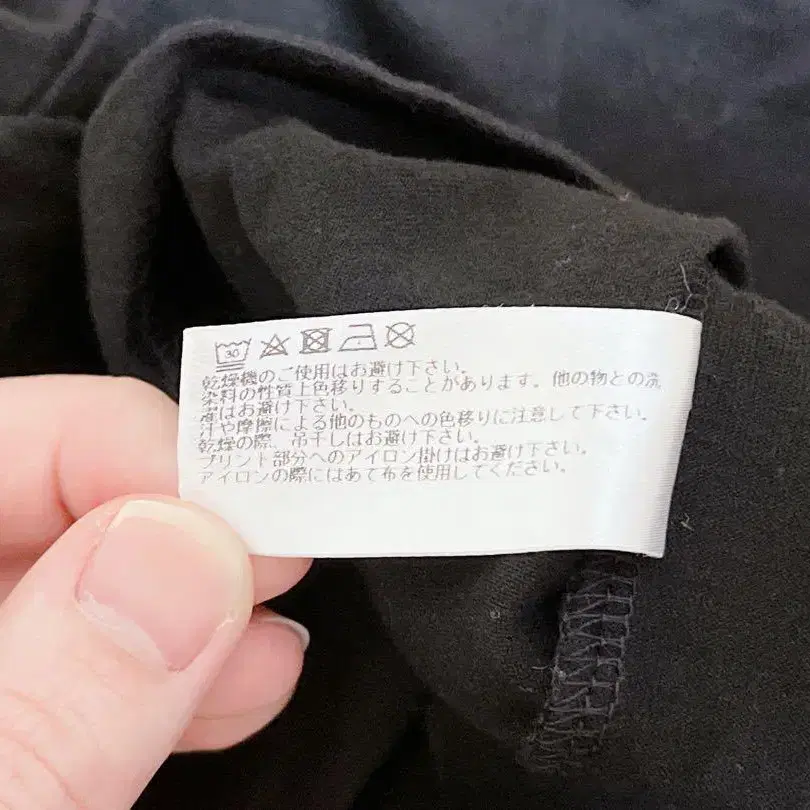 30
乾燥機のご使用はお避け下さい。
染料の性質上色移りすることがあります。他の物との洗
濯はお避け下さい。
汗や摩擦による他のものへの色移りに注意して下さい。
乾燥の際、吊干しはお避け下さい。
プリント部分へのアイロン掛けはお避け下さい。
アイロンの際にはあて布を使用してください。